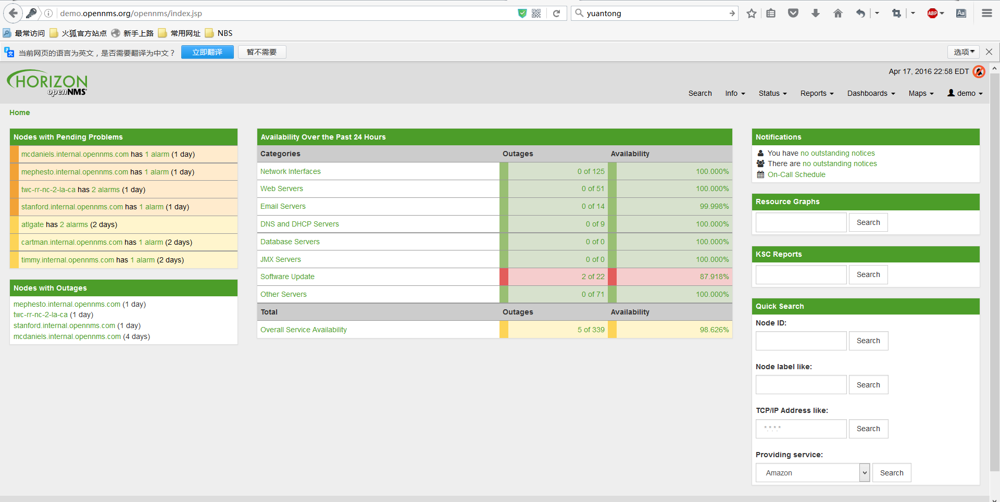 demo.opennms.org/opennms/index.jsp
yuantong
ABP
Aa
最常访问 火狐官方站点 新手上路 常用网址 NBS
当前网页的语言为英文，是否需要翻译为中文？ 立即翻译 暂不需要 选项
HORIZON
openNMS
Apr 17, 2016 22:58 EDT
Search Info Status Reports Dashboards Maps demo
Home
Nodes with Pending Problems
mcdaniels.internal.opennms.com has 1 alarm (1 day)
mephesto.internal.opennms.com has 1 alarm (1 day)
twc-rr-nc-2-la-ca has 2 alarms (1 day)
stanford.internal.opennms.com has 1 alarm (1 day)
atlgate has 2 alarms (2 days)
cartman.internal.opennms.com has 1 alarm (2 days)
timmy.internal.opennms.com has 1 alarm (2 days)
Nodes with Outages
mephesto.internal.opennms.com (1 day)
twc-rr-nc-2-la-ca (1 day)
stanford.internal.opennms.com (1 day)
mcdaniels.internal.opennms.com (4 days)
Availability Over the Past 24 Hours
Categories Outages Availability
Network Interfaces 0 of 125 100.000%
Web Servers 0 of 51 100.000%
Email Servers 0 of 14 99.998%
DNS and DHCP Servers 0 of 9 100.000%
Database Servers 0 of 0 100.000%
JMX Servers 0 of 0 100.000%
Software Update 2 of 22 87.918%
Other Servers 0 of 71 100.000%
Total Outages Availability
Overall Service Availability 5 of 339 98.626%
Notifications
You have no outstanding notices
There are no outstanding notices
On-Call Schedule
Resource Graphs
Search
KSC Reports
Search
Quick Search
Node ID:
Search
Node label like:
Search
TCP/IP Address like:
*.*.*.* Search
Providing service:
Amazon Search